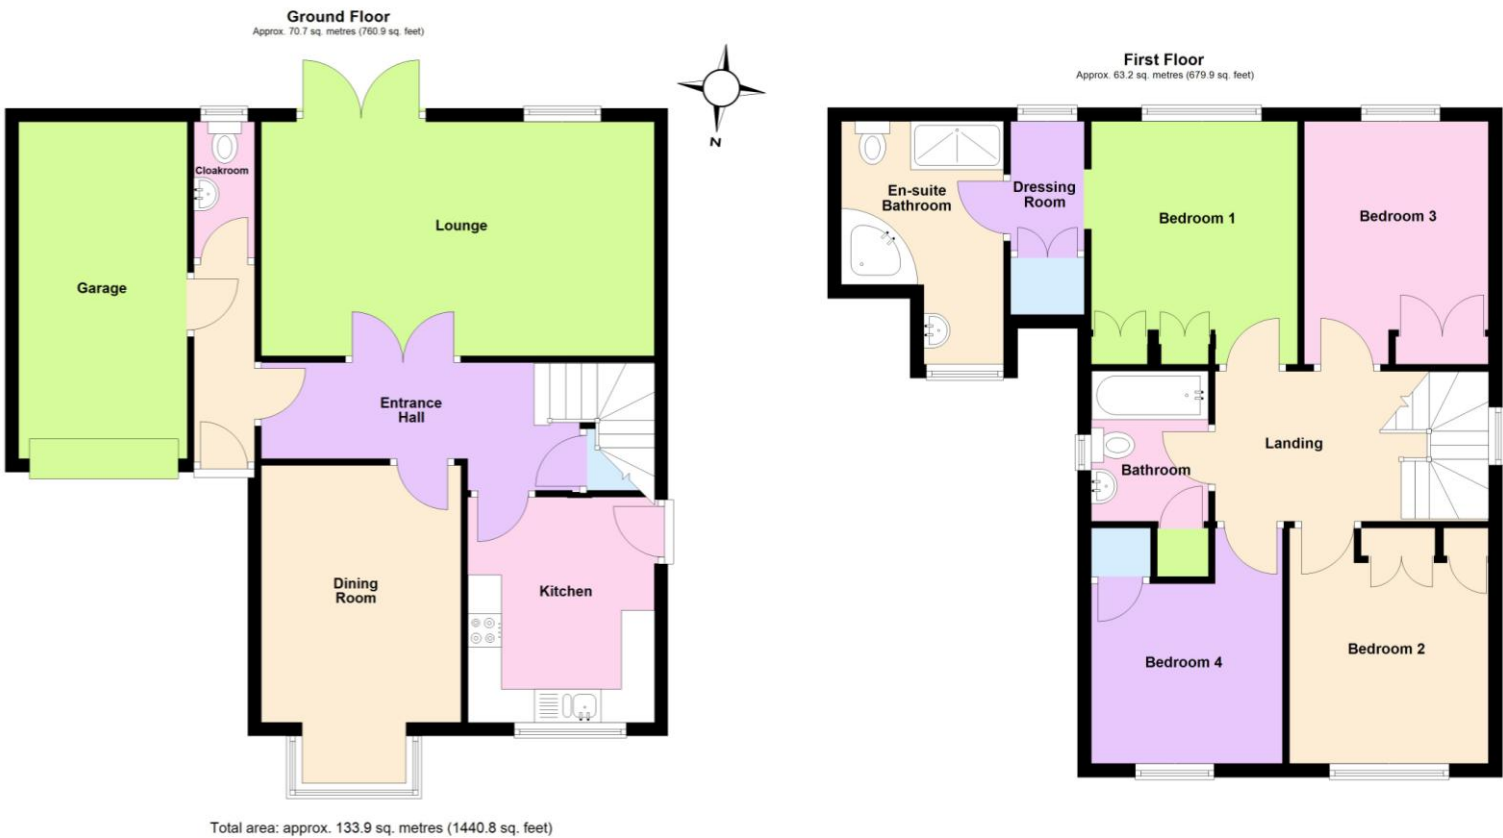 Ground Floor
Approx. 70.7 sq. metres (760.9 sq. feet)
Cloakroom
Lounge
Garage
Entrance
Hall
Dining
Room
Kitchen
N
First Floor
Approx. 63.2 sq. metres (679.9 sq. feet)
En-suite
Bathroom
Dressing
Room
Bedroom 1
Bedroom 3
Landing
Bathroom
Bedroom 4
Bedroom 2
Total area: approx. 133.9 sq. metres (1440.8 sq. feet)